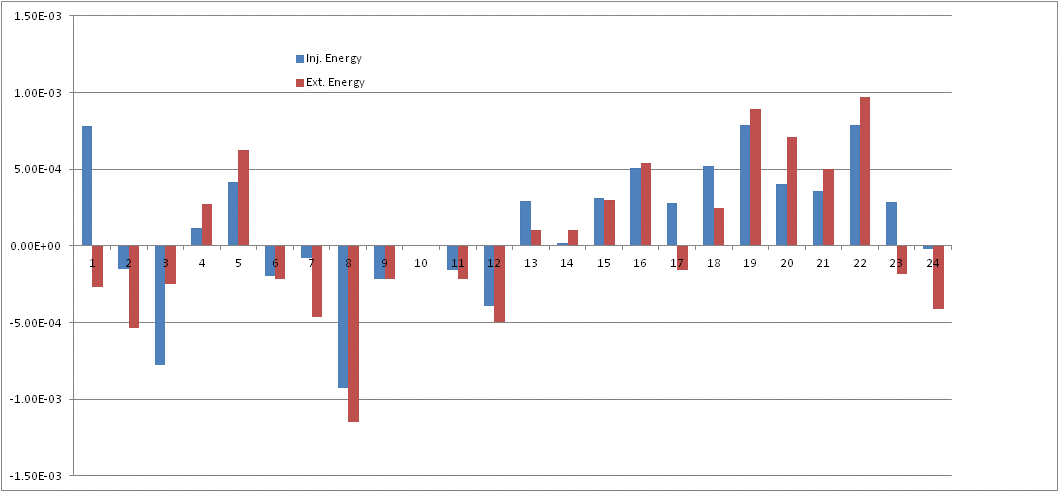 1.50E-03
Inj. Energy
Ext. Energy
1.00E-03
5.00E-04
0.00E+00
1 2 3 4 5 6 7 8 9 10 11 12 13 14 15 16 17 18 19 20 21 22 23 24
-5.00E-04
-1.00E-03
-1.50E-03